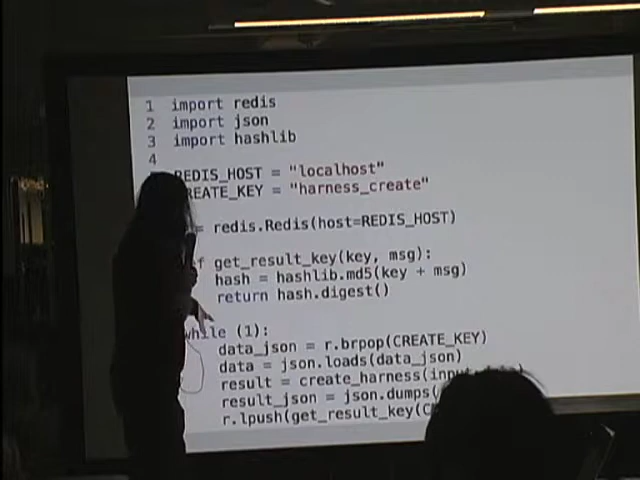 1 import redis
2 import json
3 import hashlib
4
REDIS_HOST = "localhost"
REATE_KEY = "harness_create"
= redis.Redis(host=REDIS_HOST)
f get_result_key(key, msg):
hash = hashlib.md5(key + msg)
return hash.digest()
while (1):
data_json = r.brpop(CREATE_KEY)
data = json.loads(data_json)
result = create_harness(
result_json = json.dumps(
r.lpush(get_result_key(